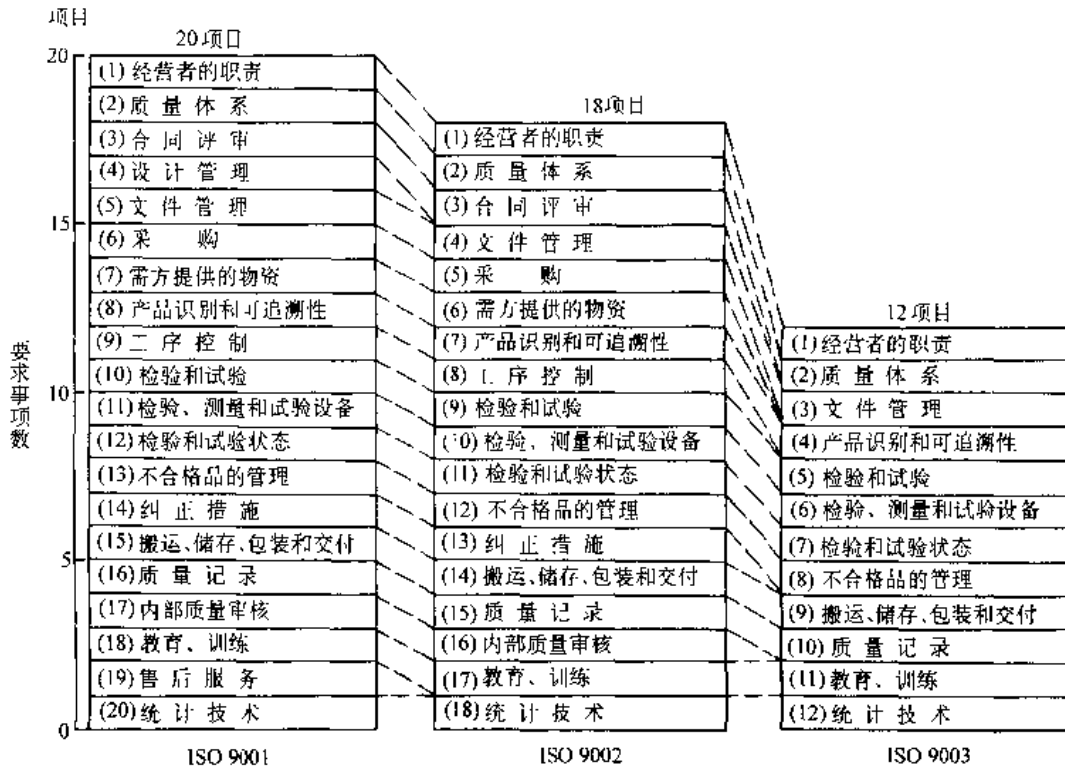 项目
20项目
20
(1) 经营者的职责
(2) 质量体系
(3) 合同评审
(4) 设计管理
(5) 文件管理
(6) 采购
(7) 需方提供的物资
(8) 产品识别和可追溯性
(9) 工序控制
(10) 检验和试验
(11) 检验、测量和试验设备
(12) 检验和试验状态
(13) 不合格品的管理
(14) 纠正措施
(15) 搬运、储存、包装和交付
(16) 质量记录
(17) 内部质量审核
(18) 教育、训练
(19) 售后服务
(20) 统计技术
15
10
5
0
要求事项数
ISO 9001
18项目
(1) 经营者的职责
(2) 质量体系
(3) 合同评审
(4) 文件管理
(5) 采购
(6) 需方提供的物资
(7) 产品识别和可追溯性
(8) 工序控制
(9) 检验和试验
(10) 检验、测量和试验设备
(11) 检验和试验状态
(12) 不合格品的管理
(13) 纠正措施
(14) 搬运、储存、包装和交付
(15) 质量记录
(16) 内部质量审核
(17) 教育、训练
(18) 统计技术
ISO 9002
12项目
(1) 经营者的职责
(2) 质量体系
(3) 文件管理
(4) 产品识别和可追溯性
(5) 检验和试验
(6) 检验、测量和试验设备
(7) 检验和试验状态
(8) 不合格品的管理
(9) 搬运、储存、包装和交付
(10) 质量记录
(11) 教育、训练
(12) 统计技术
ISO 9003